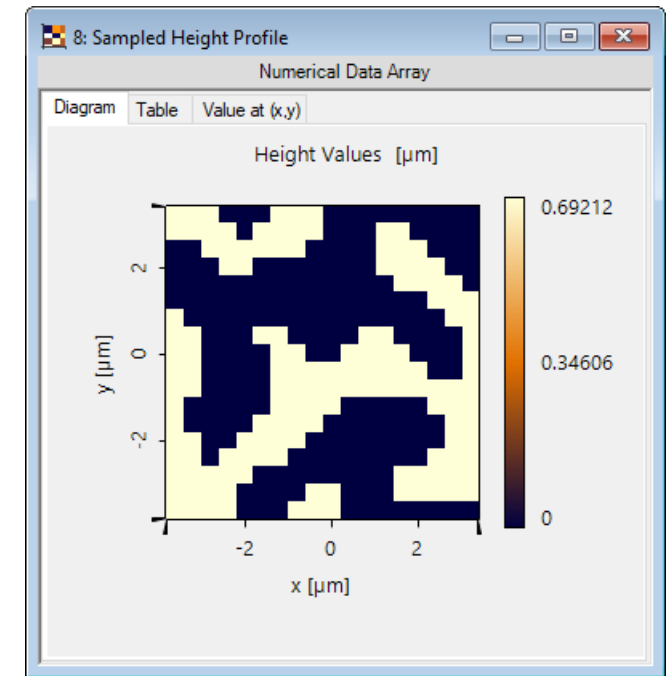 8: Sampled Height Profile
Numerical Data Array
Diagram Table Value at (x,y)
Height Values [µm]
0.69212
0.34606
0
y [µm]
2
0
-2
-2 0 2
x [µm]